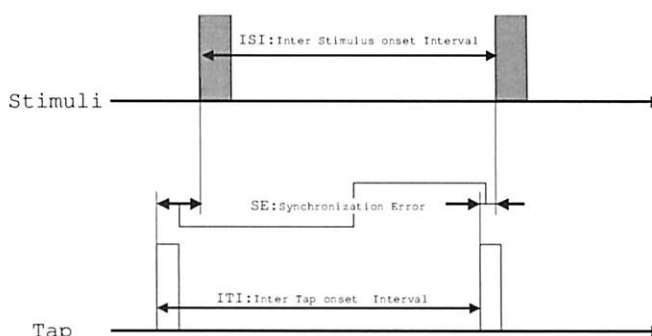 ISI:Inter Stimulus onset Interval
Stimuli
SE:Synchronization Error
ITI:Inter Tap onset Interval
Tap